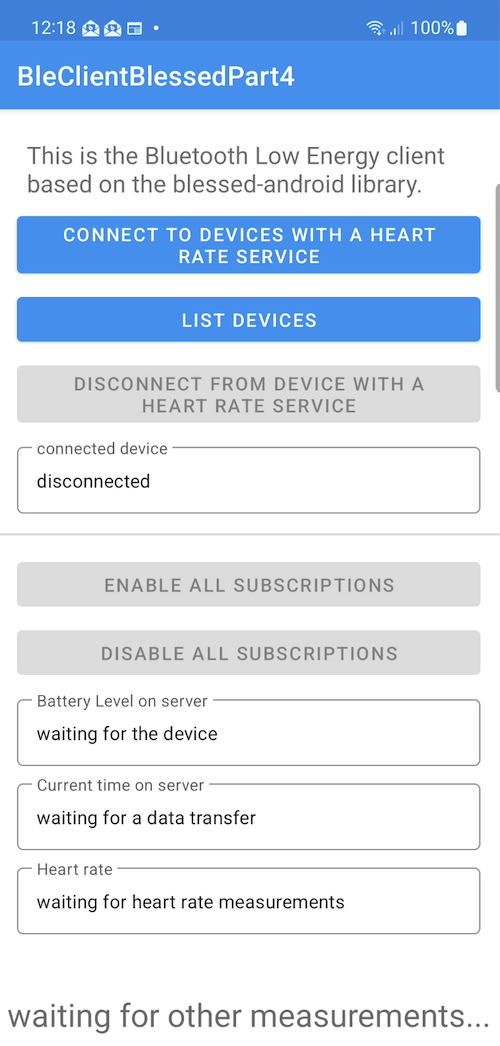 12:18 100%
BleClientBlessedPart4
This is the Bluetooth Low Energy client
based on the blessed-android library.
CONNECT TO DEVICES WITH A HEART
RATE SERVICE
LIST DEVICES
DISCONNECT FROM DEVICE WITH A
HEART RATE SERVICE
connected device
disconnected
ENABLE ALL SUBSCRIPTIONS
DISABLE ALL SUBSCRIPTIONS
Battery Level on server
waiting for the device
Current time on server
waiting for a data transfer
Heart rate
waiting for heart rate measurements
waiting for other measurements...